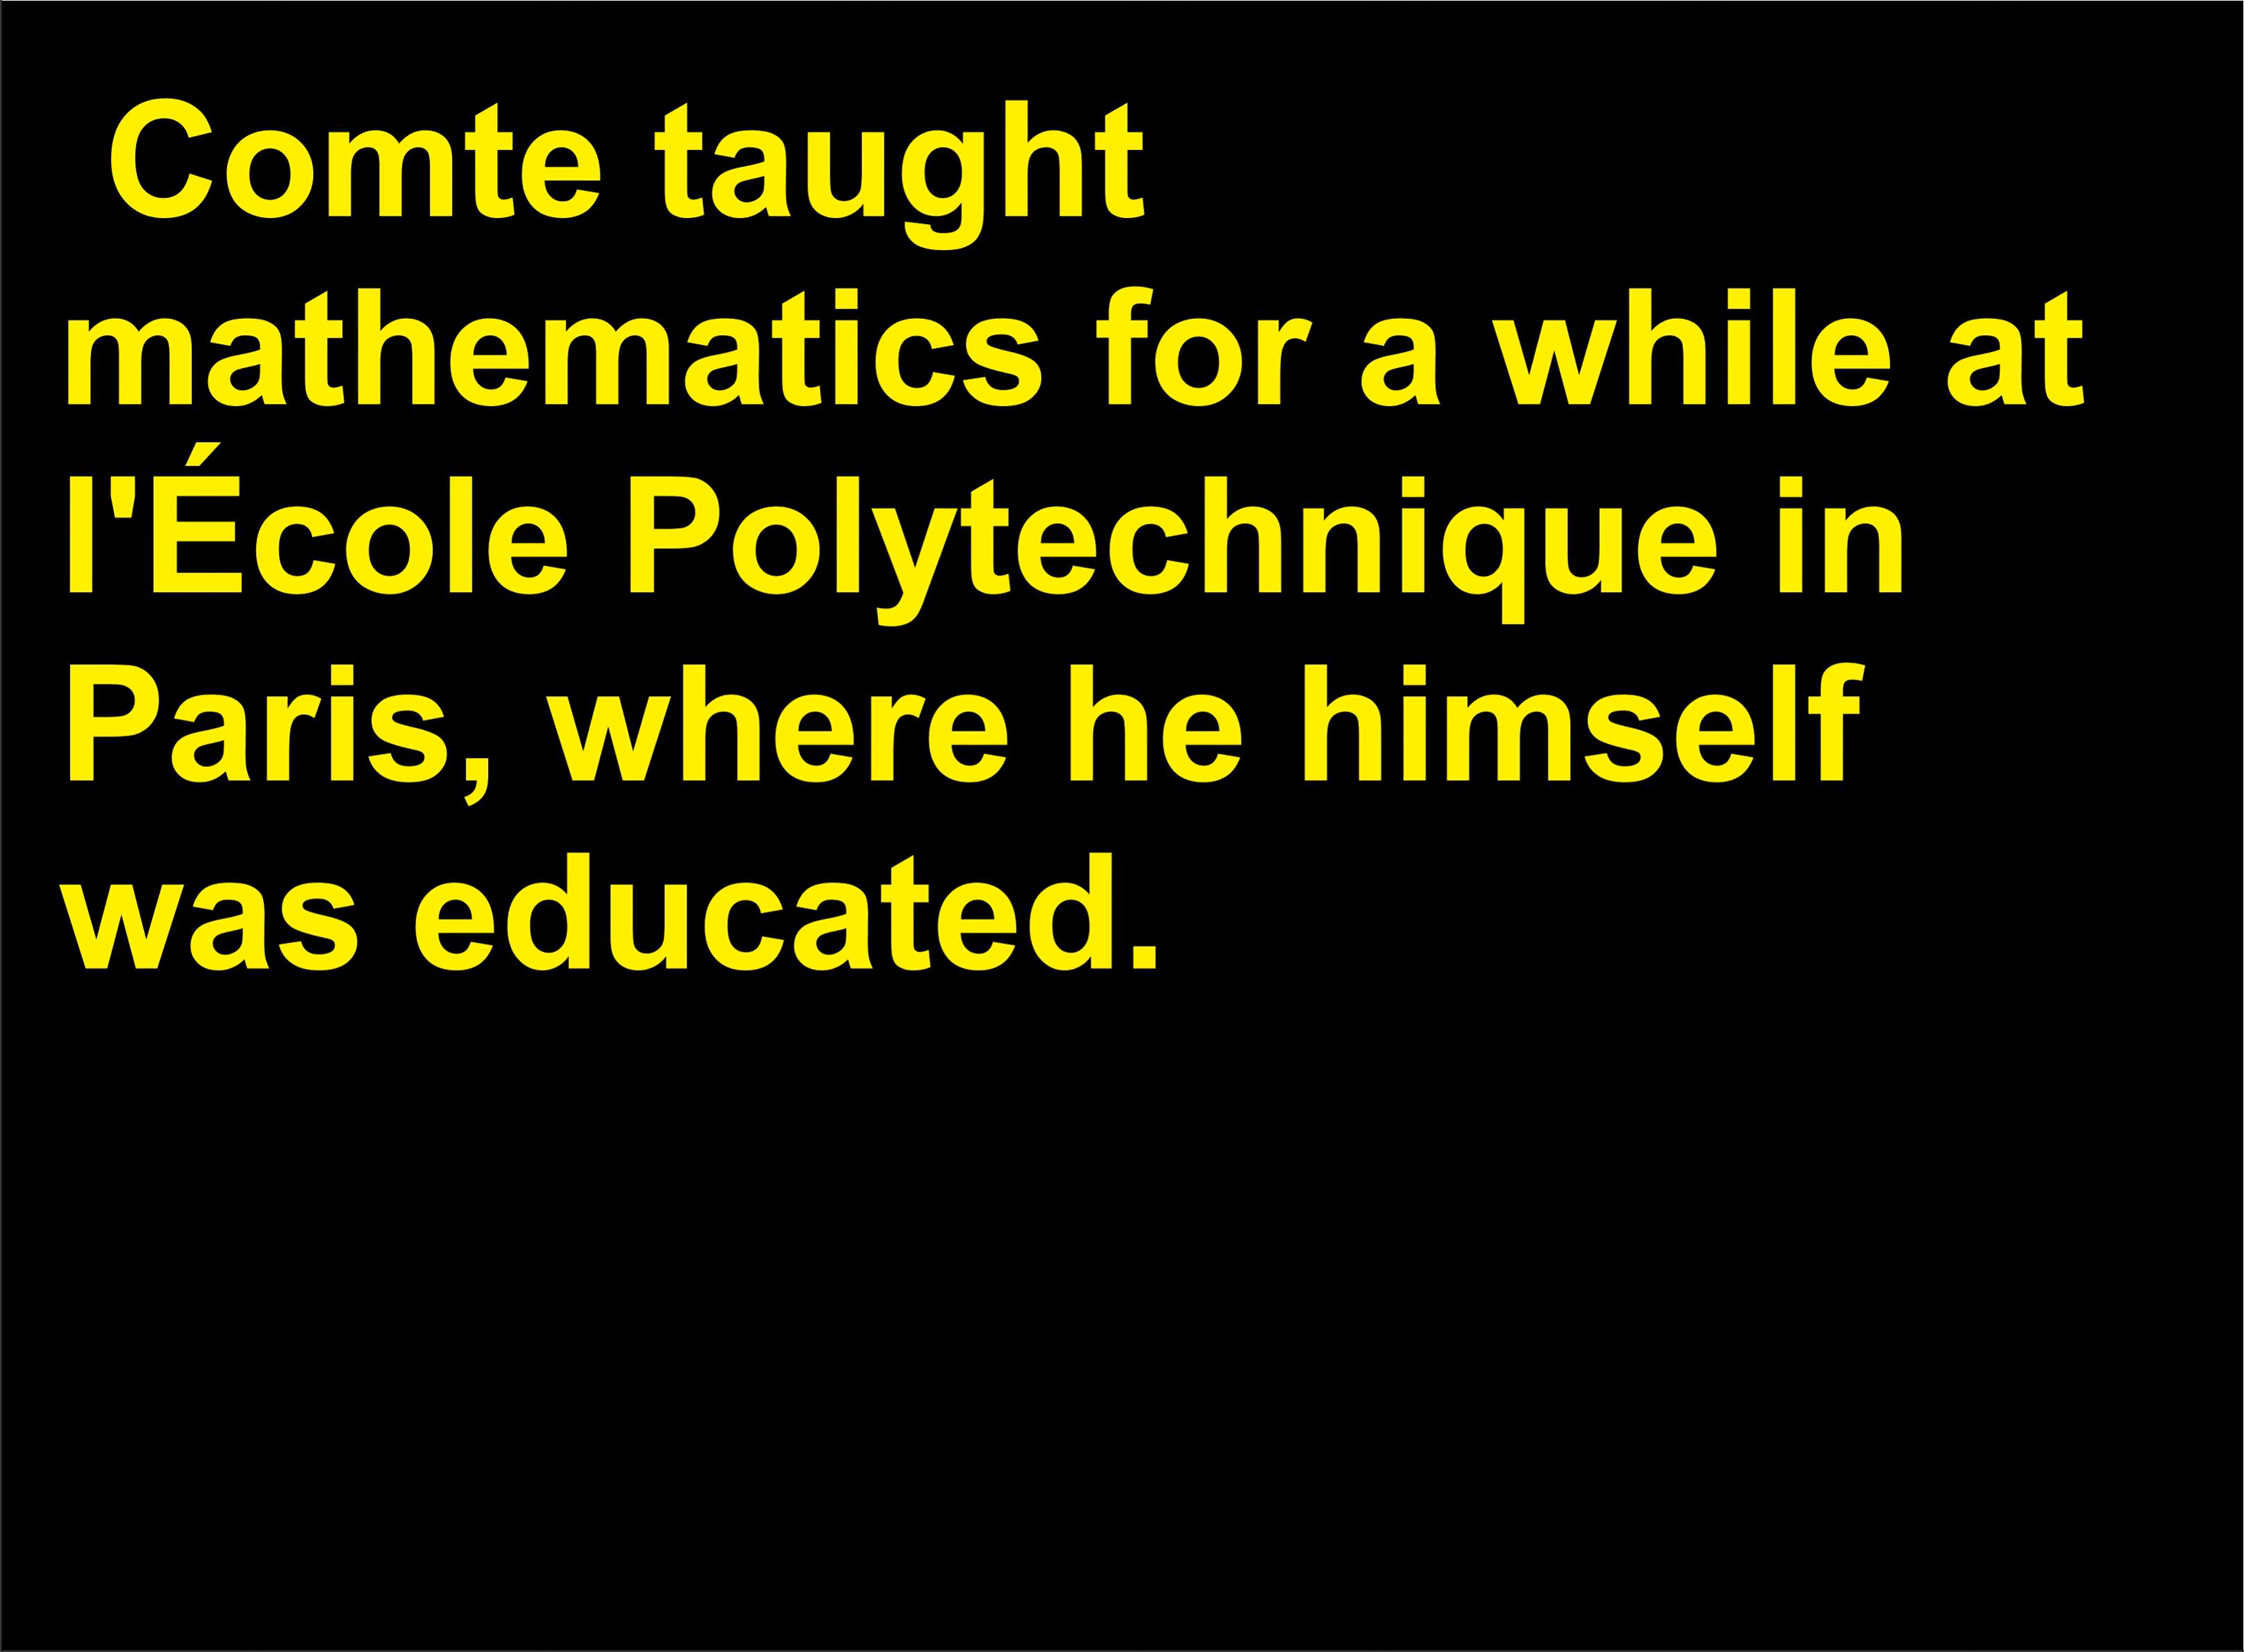 Comte taught
mathematics for a while at
l'École Polytechnique in
Paris, where he himself
was educated.